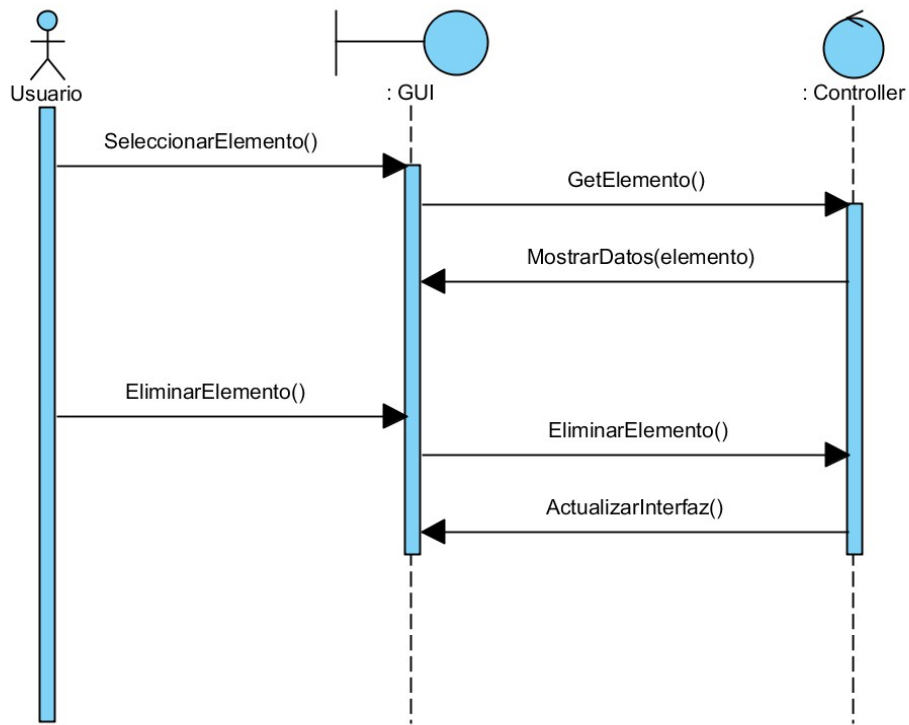 Usuario
: GUI
: Controller
SeleccionarElemento()
GetElemento()
MostrarDatos(elemento)
EliminarElemento()
EliminarElemento()
ActualizarInterfaz()